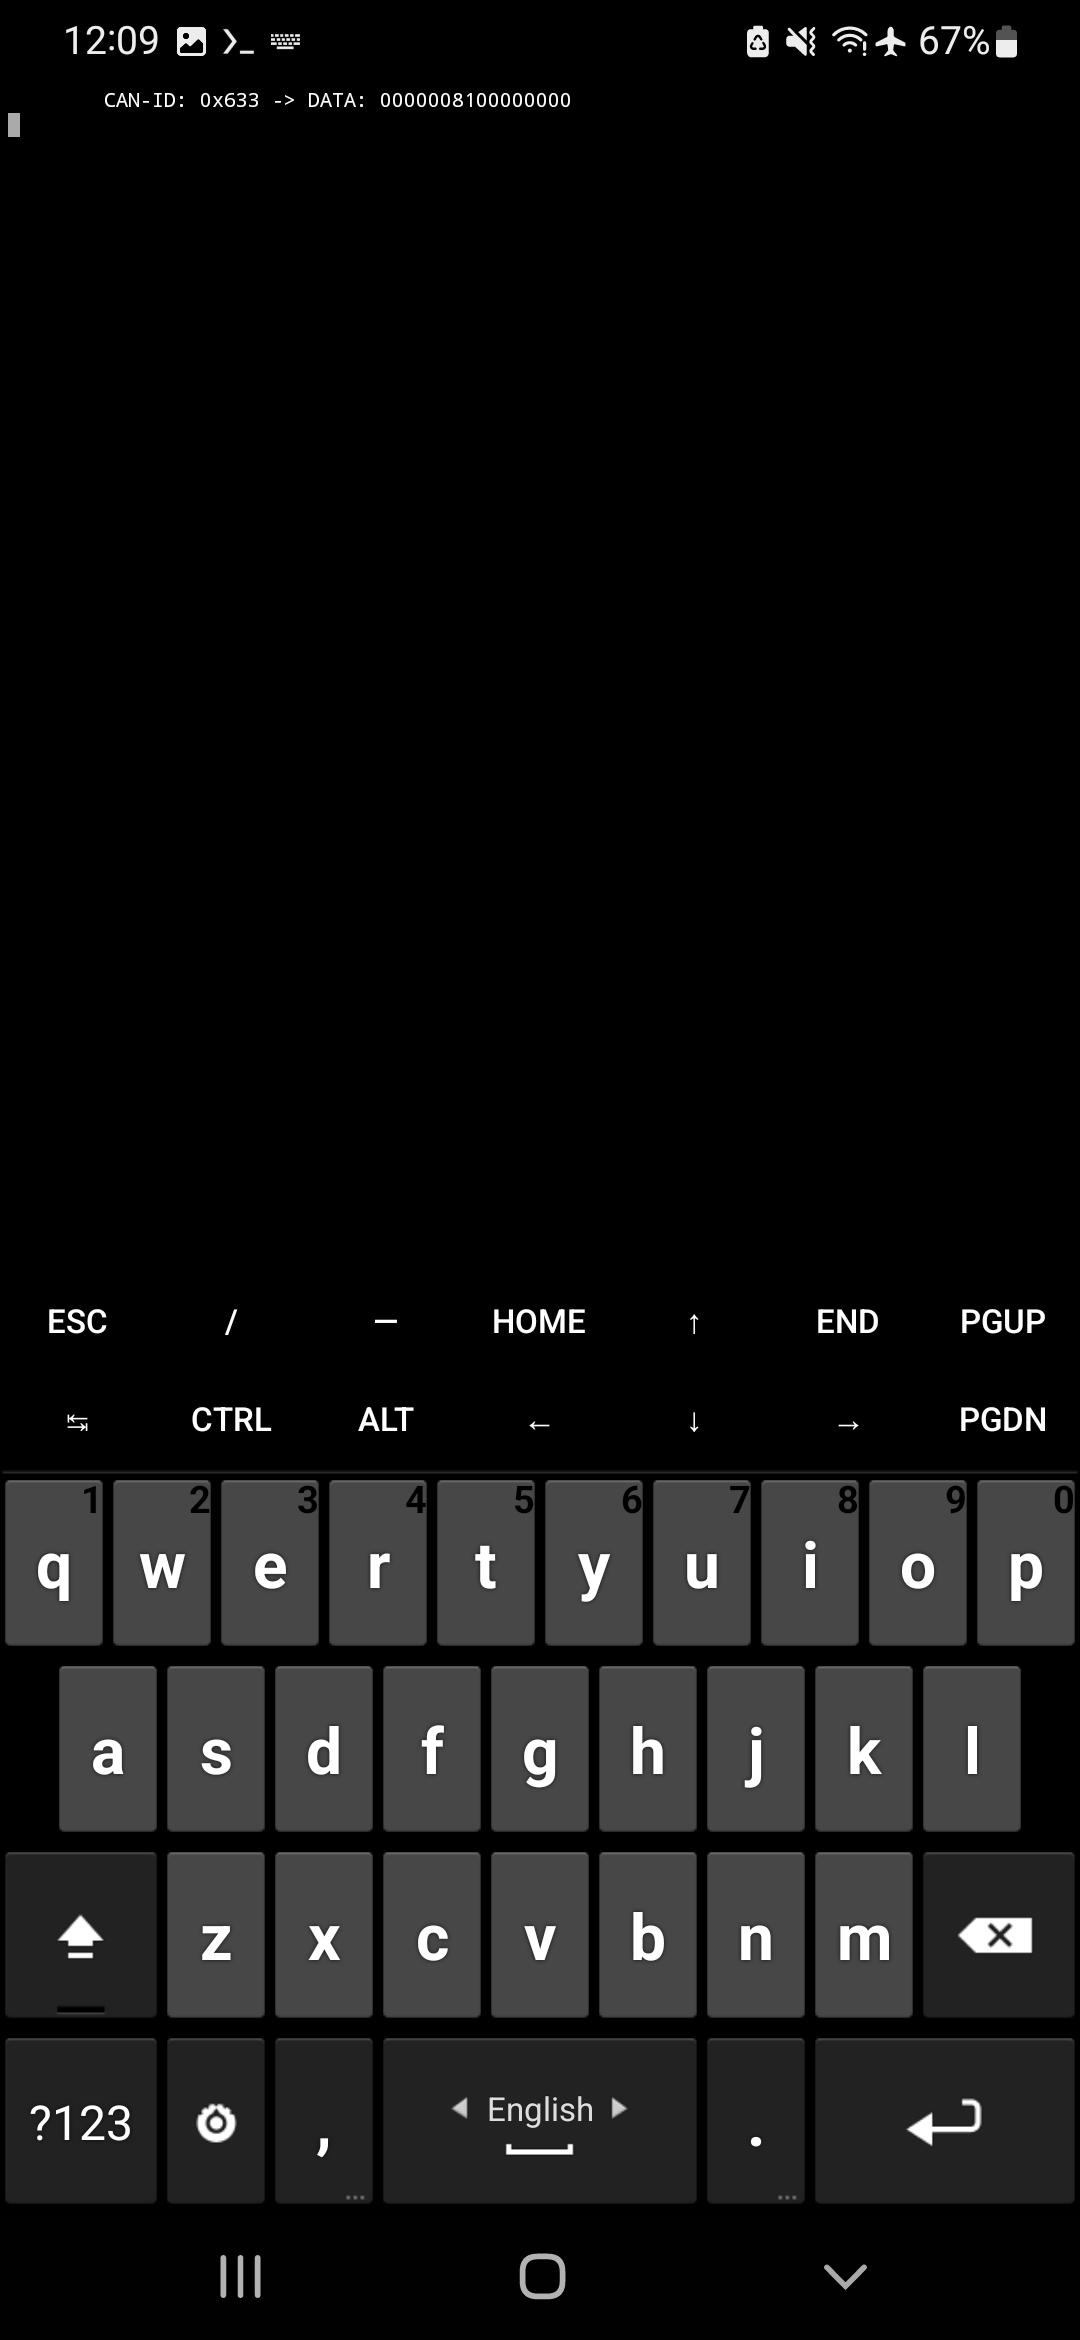 12:09 67%
CAN-ID: 0x633 -> DATA: 0000008100000000
ESC / — HOME ↑ END PGUP
↹ CTRL ALT ← ↓ → PGDN
1 2 3 4 5 6 7 8 9 0
q w e r t y u i o p
a s d f g h j k l
z x c v b n m
?123 , English .